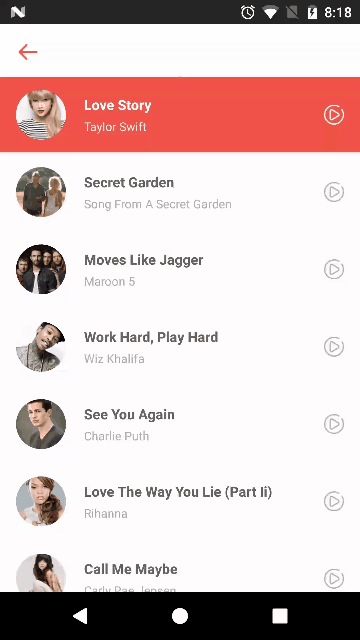 8:18
Love Story
Taylor Swift
Secret Garden
Song From A Secret Garden
Moves Like Jagger
Maroon 5
Work Hard, Play Hard
Wiz Khalifa
See You Again
Charlie Puth
Love The Way You Lie (Part Ii)
Rihanna
Call Me Maybe
Carly Rae Jepsen